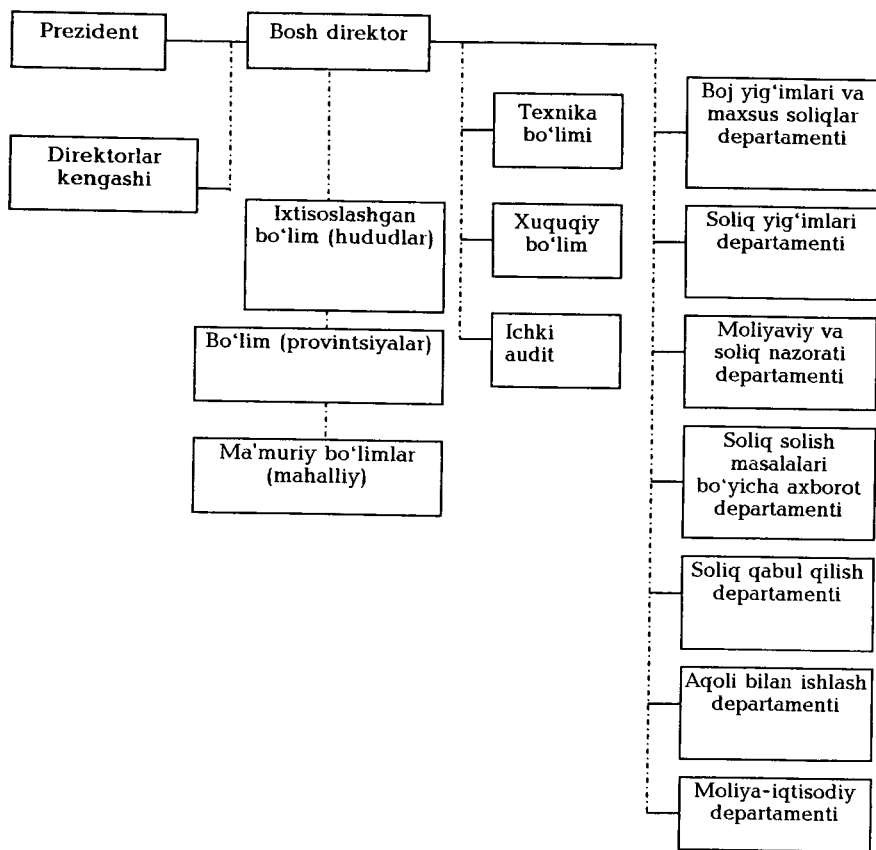 Prezident
Bosh direktor
Direktorlar
kengashi
Ixtisoslashgan
bo‘lim (hududlar)
Bo‘lim (provintsiyalar)
Ma'muriy bo‘limlar
(mahalliy)
Texnika
bo‘limi
Xuquqiy
bo‘lim
Ichki
audit
Boj yig‘imlari va
maxsus soliqlar
departamenti
Soliq yig‘imlari
departamenti
Moliyaviy va
soliq nazorati
departamenti
Soliq solish
masalalari
bo‘yicha axborot
departamenti
Soliq qabul qilish
departamenti
Aqoli bilan ishlash
departamenti
Moliya-iqtisodiy
departamenti